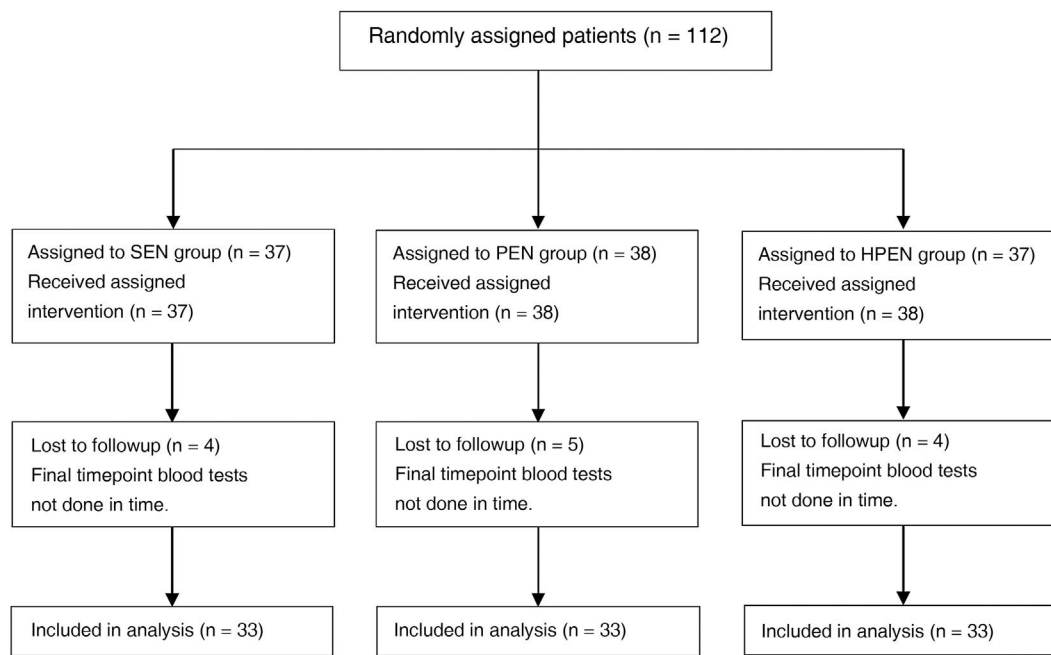 Randomly assigned patients (n = 112)
Assigned to SEN group (n = 37)
Received assigned
intervention (n = 37)
Assigned to PEN group (n = 38)
Received assigned
intervention (n = 38)
Assigned to HPEN group (n = 37)
Received assigned
intervention (n = 38)
Lost to followup (n = 4)
Final timepoint blood tests
not done in time.
Lost to followup (n = 5)
Final timepoint blood tests
not done in time.
Lost to followup (n = 4)
Final timepoint blood tests
not done in time.
Included in analysis (n = 33)
Included in analysis (n = 33)
Included in analysis (n = 33)